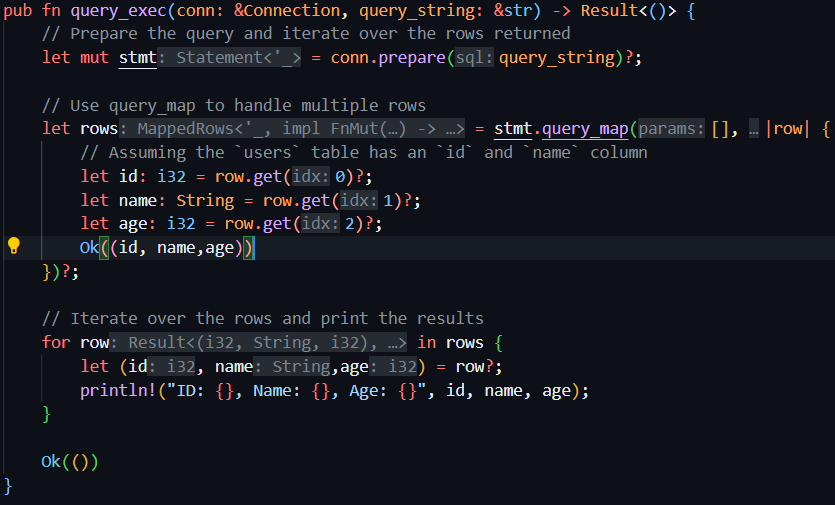 pub fn query_exec(conn: &Connection, query_string: &str) -> Result<()> {
    // Prepare the query and iterate over the rows returned
    let mut stmt: Statement<'_> = conn.prepare(sql: query_string)?;

    // Use query_map to handle multiple rows
    let rows: MappedRows<'_, impl FnMut(…) -> …> = stmt.query_map(params: [], …|row| {
        // Assuming the `users` table has an `id` and `name` column
        let id: i32 = row.get(idx: 0)?;
        let name: String = row.get(idx: 1)?;
        let age: i32 = row.get(idx: 2)?;
        Ok((id, name,age))
    })?;

    // Iterate over the rows and print the results
    for row: Result<(i32, String, i32), …> in rows {
        let (id: i32, name: String,age: i32) = row?;
        println!("ID: {}, Name: {}, Age: {}", id, name, age);
    }

    Ok(())
}